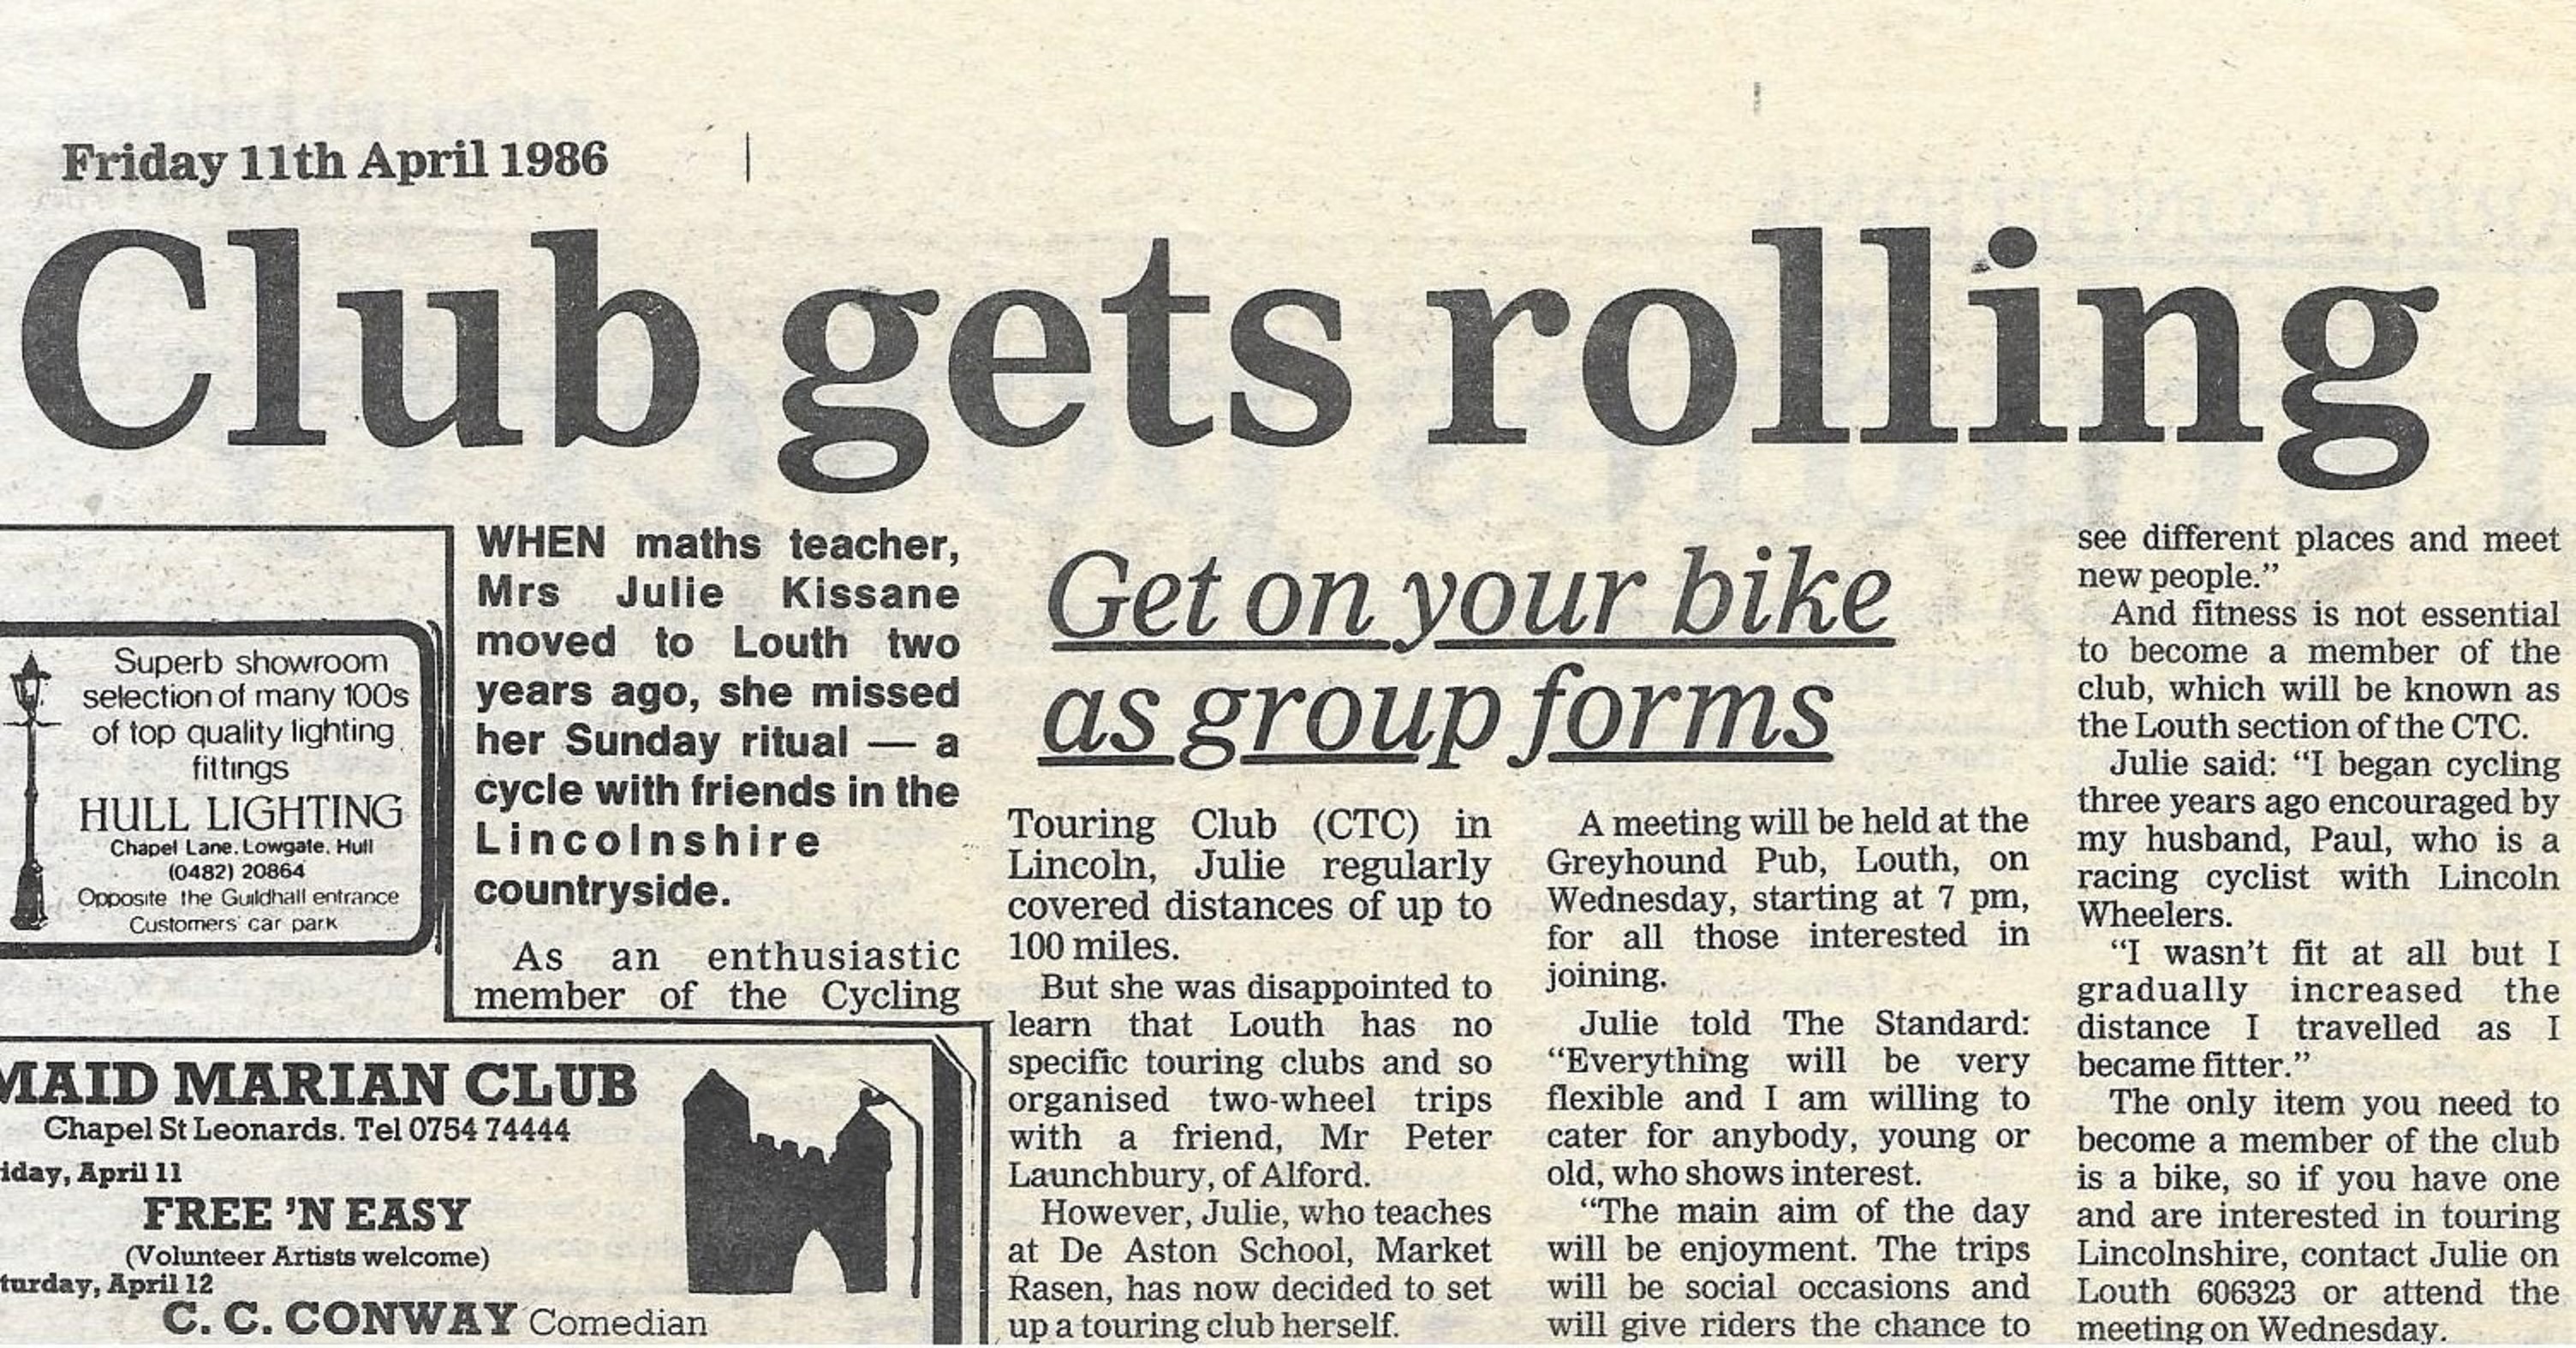 Friday 11th April 1986
Club gets rolling
Superb showroom
selection of many 100s
of top quality lighting
fittings
HULL LIGHTING
Chapel Lane. Lowgate. Hull
(0482) 20864
Opposite the Guildhall entrance
Customers' car park
MAID MARIAN CLUB
Chapel St Leonards. Tel 0754 74444
iday, April 11
FREE 'N EASY
(Volunteer Artists welcome)
turday, April 12
C. C. CONWAY Comedian
WHEN maths teacher,
Mrs Julie Kissane
moved to Louth two
years ago, she missed
her Sunday ritual — a
cycle with friends in the
Lincolnshire
countryside.
As an enthusiastic
member of the Cycling
Get on your bike
as group forms
Touring Club (CTC) in
Lincoln, Julie regularly
covered distances of up to
100 miles.
But she was disappointed to
learn that Louth has no
specific touring clubs and so
organised two-wheel trips
with a friend, Mr Peter
Launchbury, of Alford.
However, Julie, who teaches
at De Aston School, Market
Rasen, has now decided to set
up a touring club herself.
A meeting will be held at the
Greyhound Pub, Louth, on
Wednesday, starting at 7 pm,
for all those interested in
joining.
Julie told The Standard:
“Everything will be very
flexible and I am willing to
cater for anybody, young or
old, who shows interest.
“The main aim of the day
will be enjoyment. The trips
will be social occasions and
will give riders the chance to
see different places and meet
new people.”
And fitness is not essential
to become a member of the
club, which will be known as
the Louth section of the CTC.
Julie said: “I began cycling
three years ago encouraged by
my husband, Paul, who is a
racing cyclist with Lincoln
Wheelers.
“I wasn't fit at all but I
gradually increased the
distance I travelled as I
became fitter.”
The only item you need to
become a member of the club
is a bike, so if you have one
and are interested in touring
Lincolnshire, contact Julie on
Louth 606323 or attend the
meeting on Wednesday.